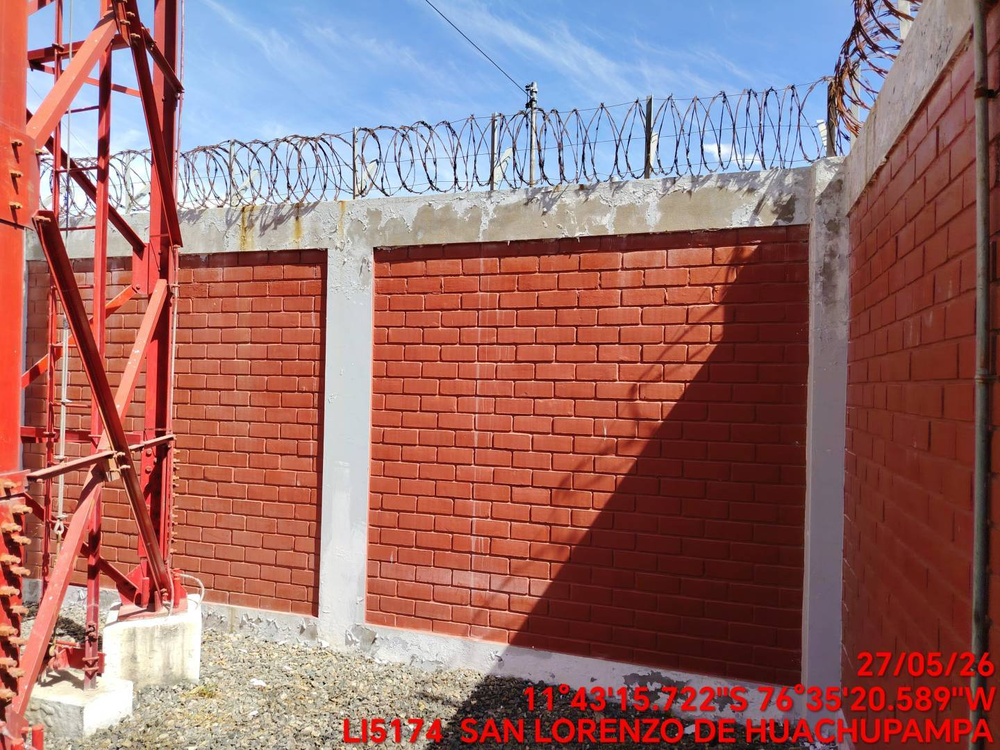 27/05/26
11°43'15.722"S 76°35'20.589"W
LI5174 SAN LORENZO DE HUACHUPAMPA